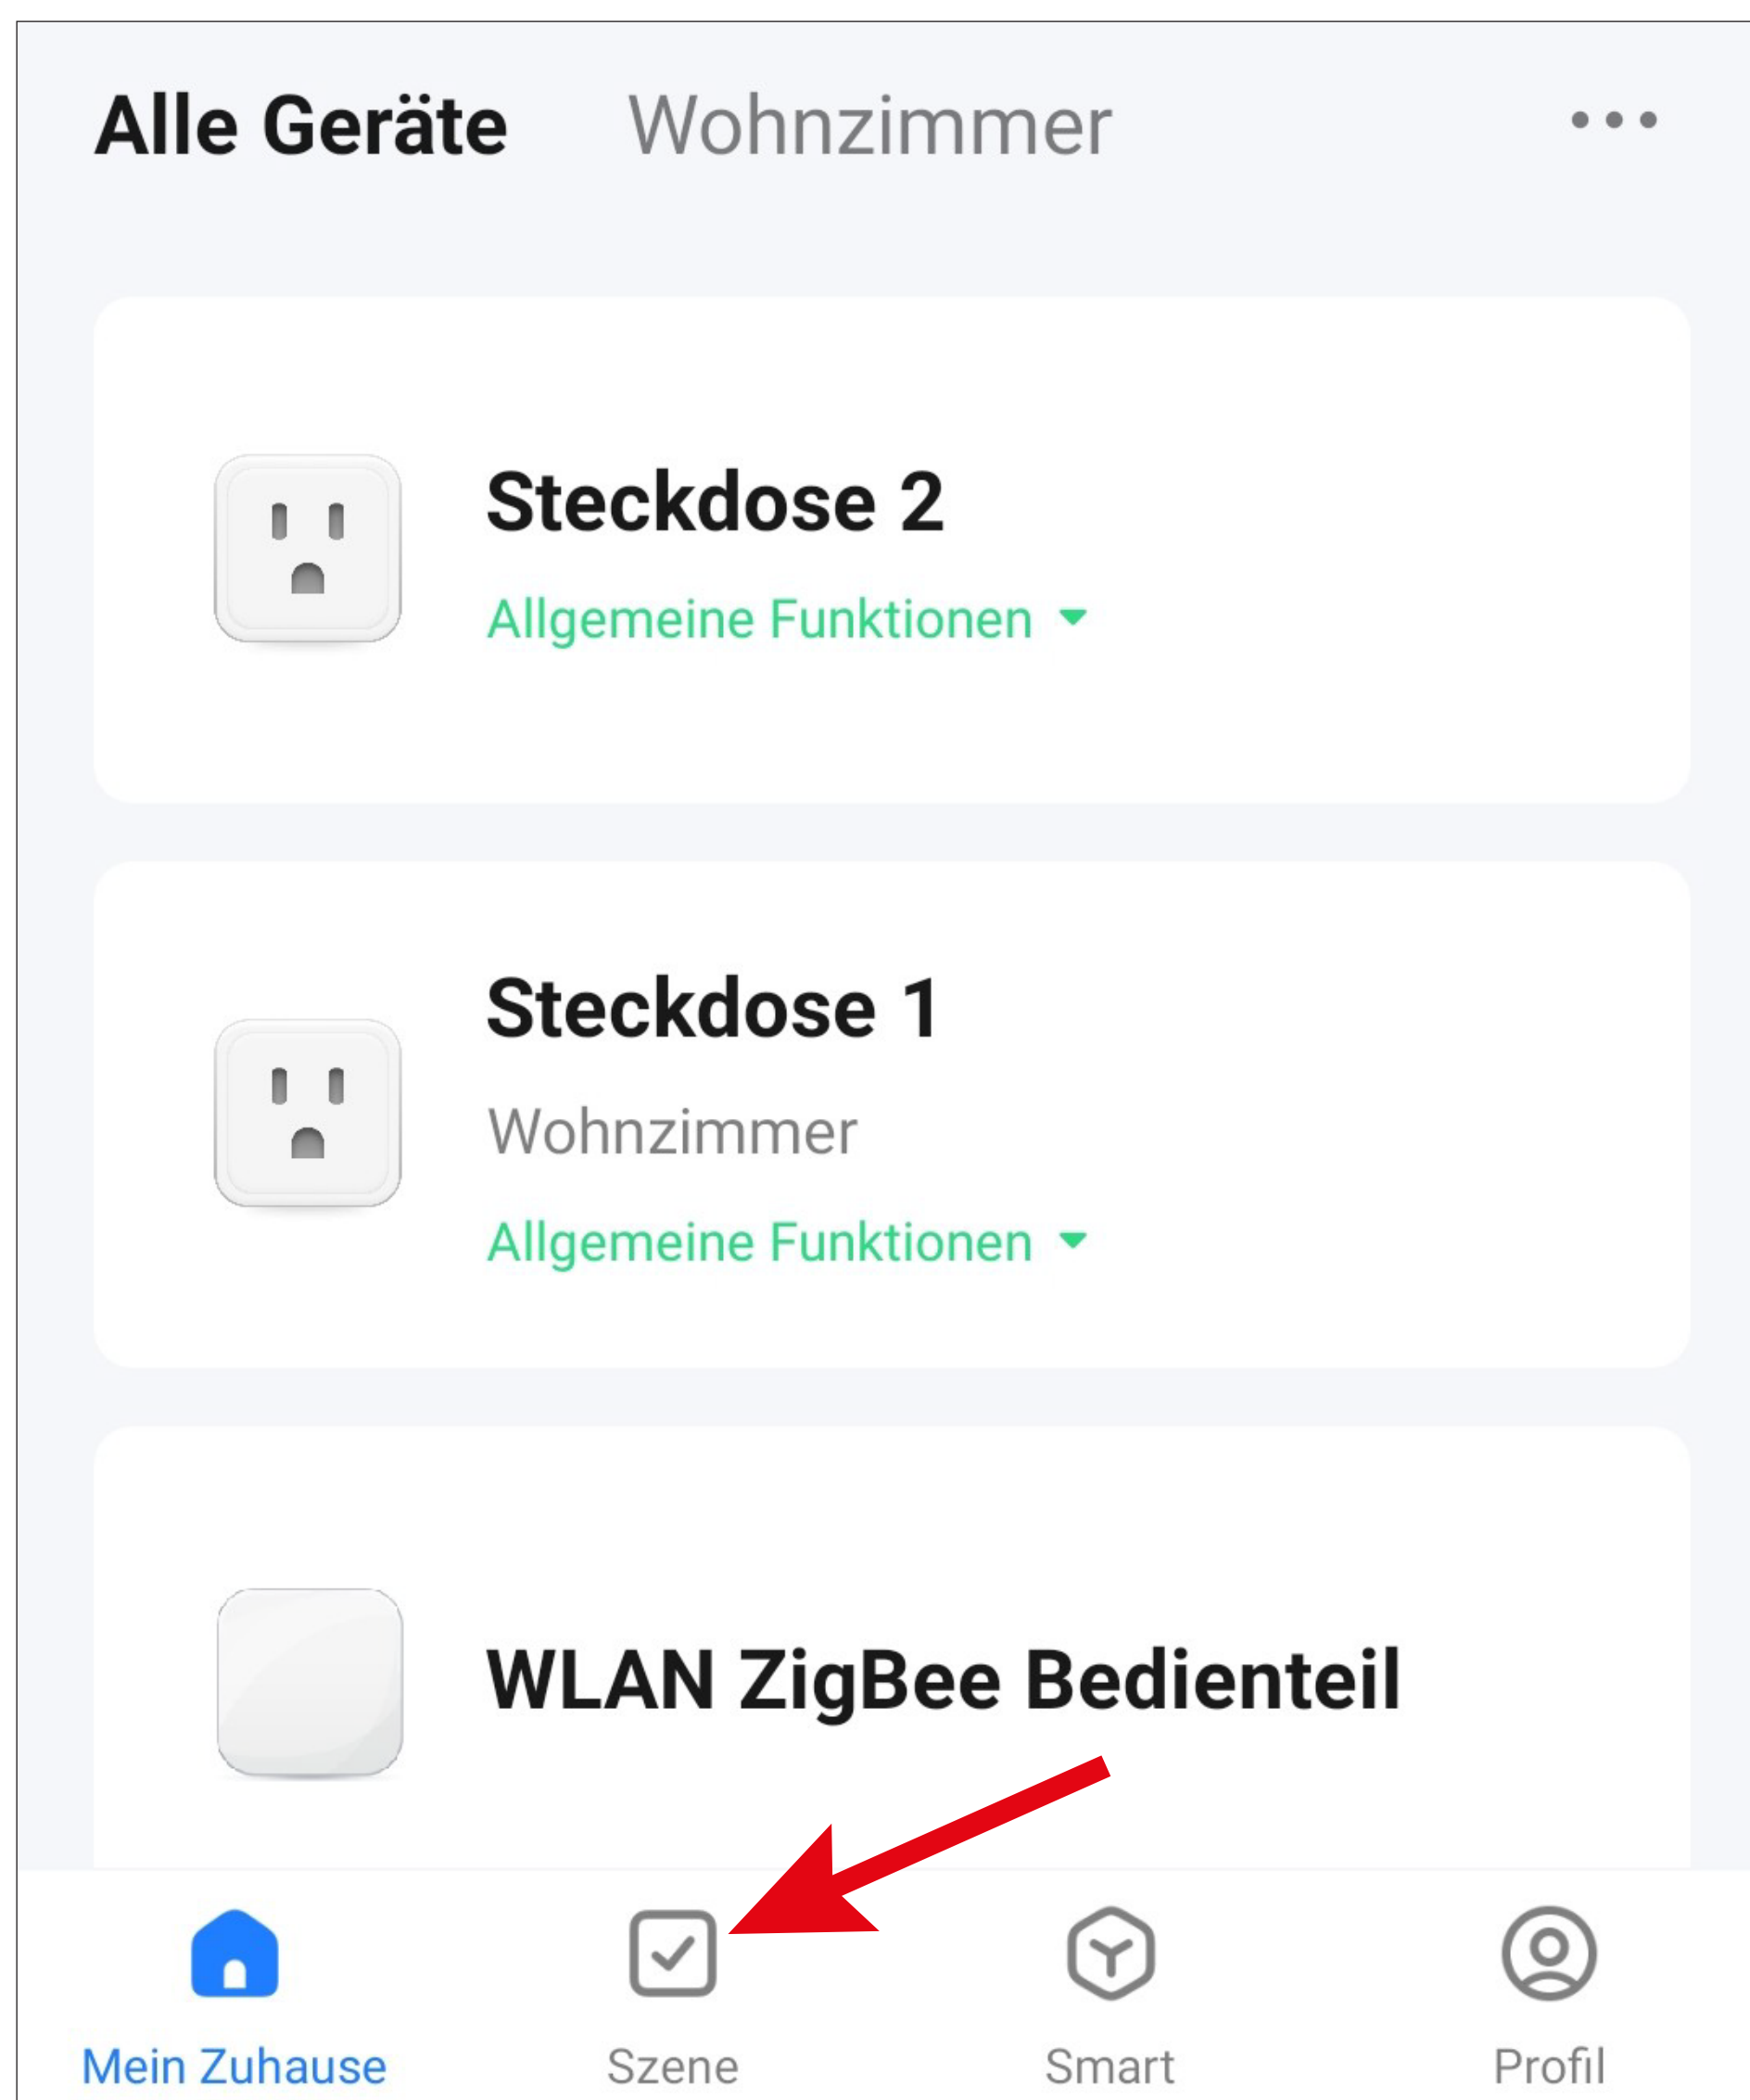 Alle Geräte Wohnzimmer
Steckdose 2
Allgemeine Funktionen
Steckdose 1
Wohnzimmer
Allgemeine Funktionen
WLAN ZigBee Bedienteil
Mein Zuhause Szene Smart Profil